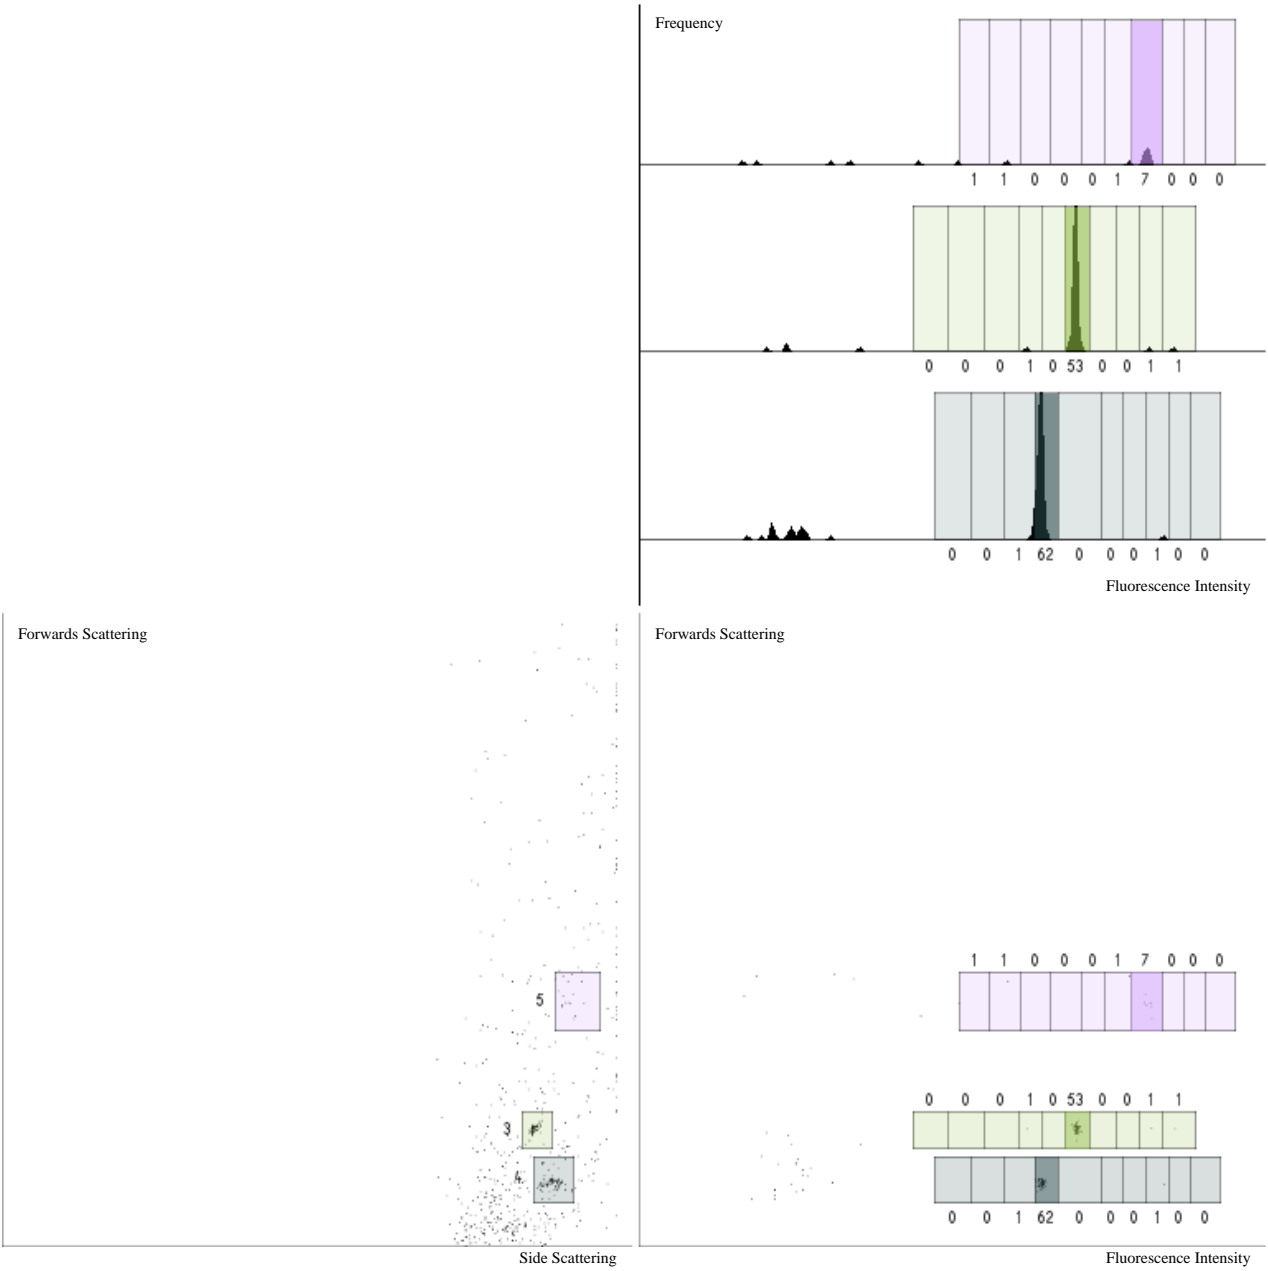 Frequency
1 1 0 0 0 1 7 0 0 0
0 0 0 1 0 53 0 0 1 1
0 0 1 62 0 0 0 1 0 0
Fluorescence Intensity
Forwards Scattering
5
3
4
Side Scattering
Forwards Scattering
1 1 0 0 0 1 7 0 0 0
0 0 0 1 0 53 0 0 1 1
0 0 1 62 0 0 0 1 0 0
Fluorescence Intensity